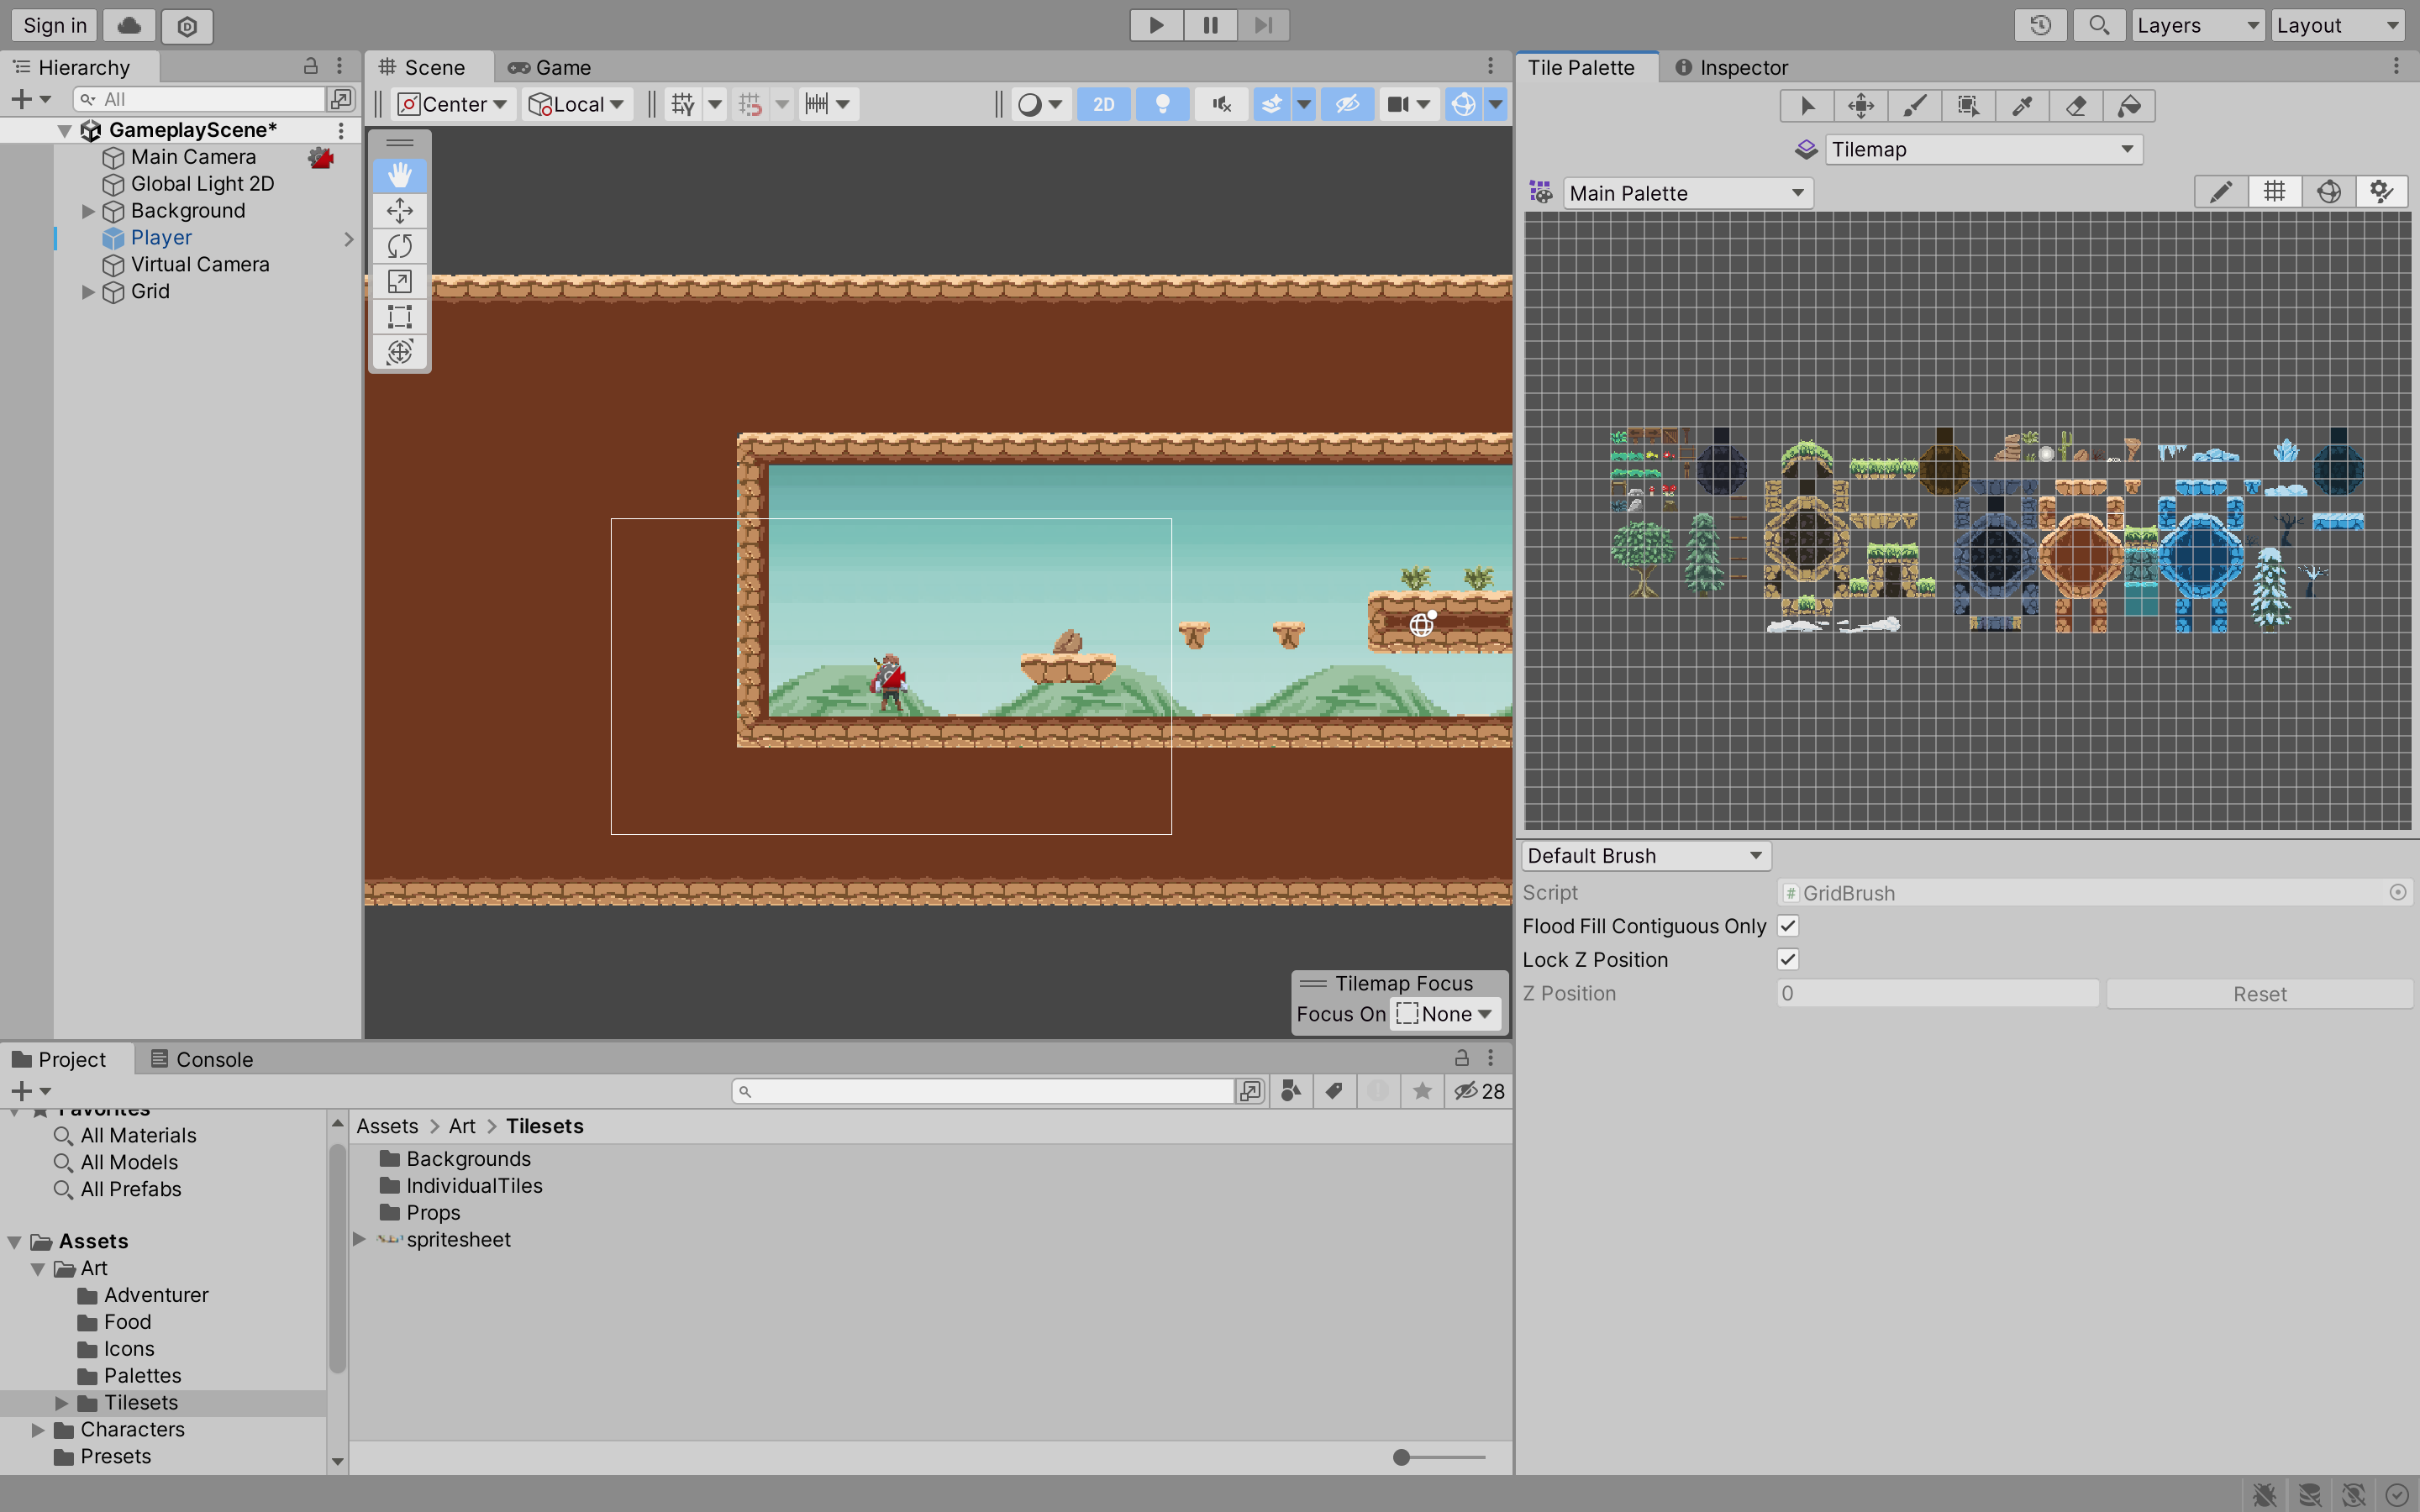 Sign in
Layers
Layout
Hierarchy
All
GameplayScene*
Main Camera
Global Light 2D
Background
Player
Virtual Camera
Grid
Scene
Game
Center
Local
2D
Tilemap Focus
Focus On
None
Tile Palette
Inspector
Tilemap
Main Palette
Default Brush
Script
# GridBrush
Flood Fill Contiguous Only
Lock Z Position
Z Position
0
Reset
Project
Console
28
Favorites
All Materials
All Models
All Prefabs
Assets
Art
Adventurer
Food
Icons
Palettes
Tilesets
Characters
Presets
Assets > Art > Tilesets
Backgrounds
IndividualTiles
Props
spritesheet